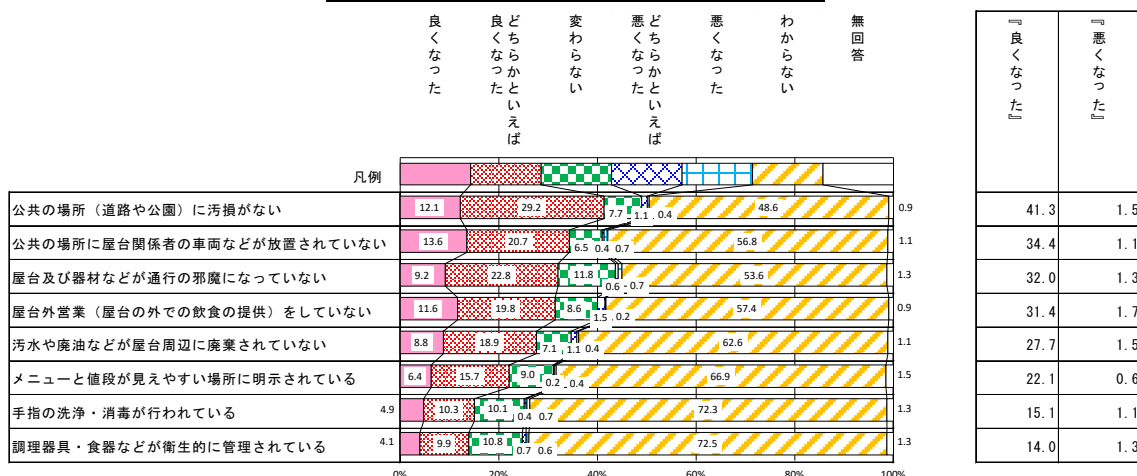 良くなった
どちらかといえば
良くなった
変わらない
どちらかといえば
悪くなった
悪くなった
わからない
無回答
『良くなった』
『悪くなった』
凡例
公共の場所（道路や公園）に汚損がない 12.1 29.2 7.7 1.1 0.4 48.6 0.9 41.3 1.5
公共の場所に屋台関係者の車両などが放置されていない 13.6 20.7 6.5 0.4 0.7 56.8 1.1 34.4 1.1
屋台及び器材などが通行の邪魔になっていない 9.2 22.8 11.8 0.6 0.7 53.6 1.3 32.0 1.3
屋台外営業（屋台の外での飲食の提供）をしていない 11.6 19.8 8.6 1.5 0.2 57.4 0.9 31.4 1.7
汚水や廃油などが屋台周辺に廃棄されていない 8.8 18.9 7.1 1.1 0.4 62.6 1.1 27.7 1.5
メニューと値段が見えやすい場所に明示されている 6.4 15.7 9.0 0.2 0.4 66.9 1.5 22.1 0.6
手指の洗浄・消毒が行われている 4.9 10.3 10.1 0.4 0.7 72.3 1.3 15.1 1.1
調理器具・食器などが衛生的に管理されている 4.1 9.9 10.8 0.7 0.6 72.5 1.3 14.0 1.3
0% 20% 40% 60% 80% 100%